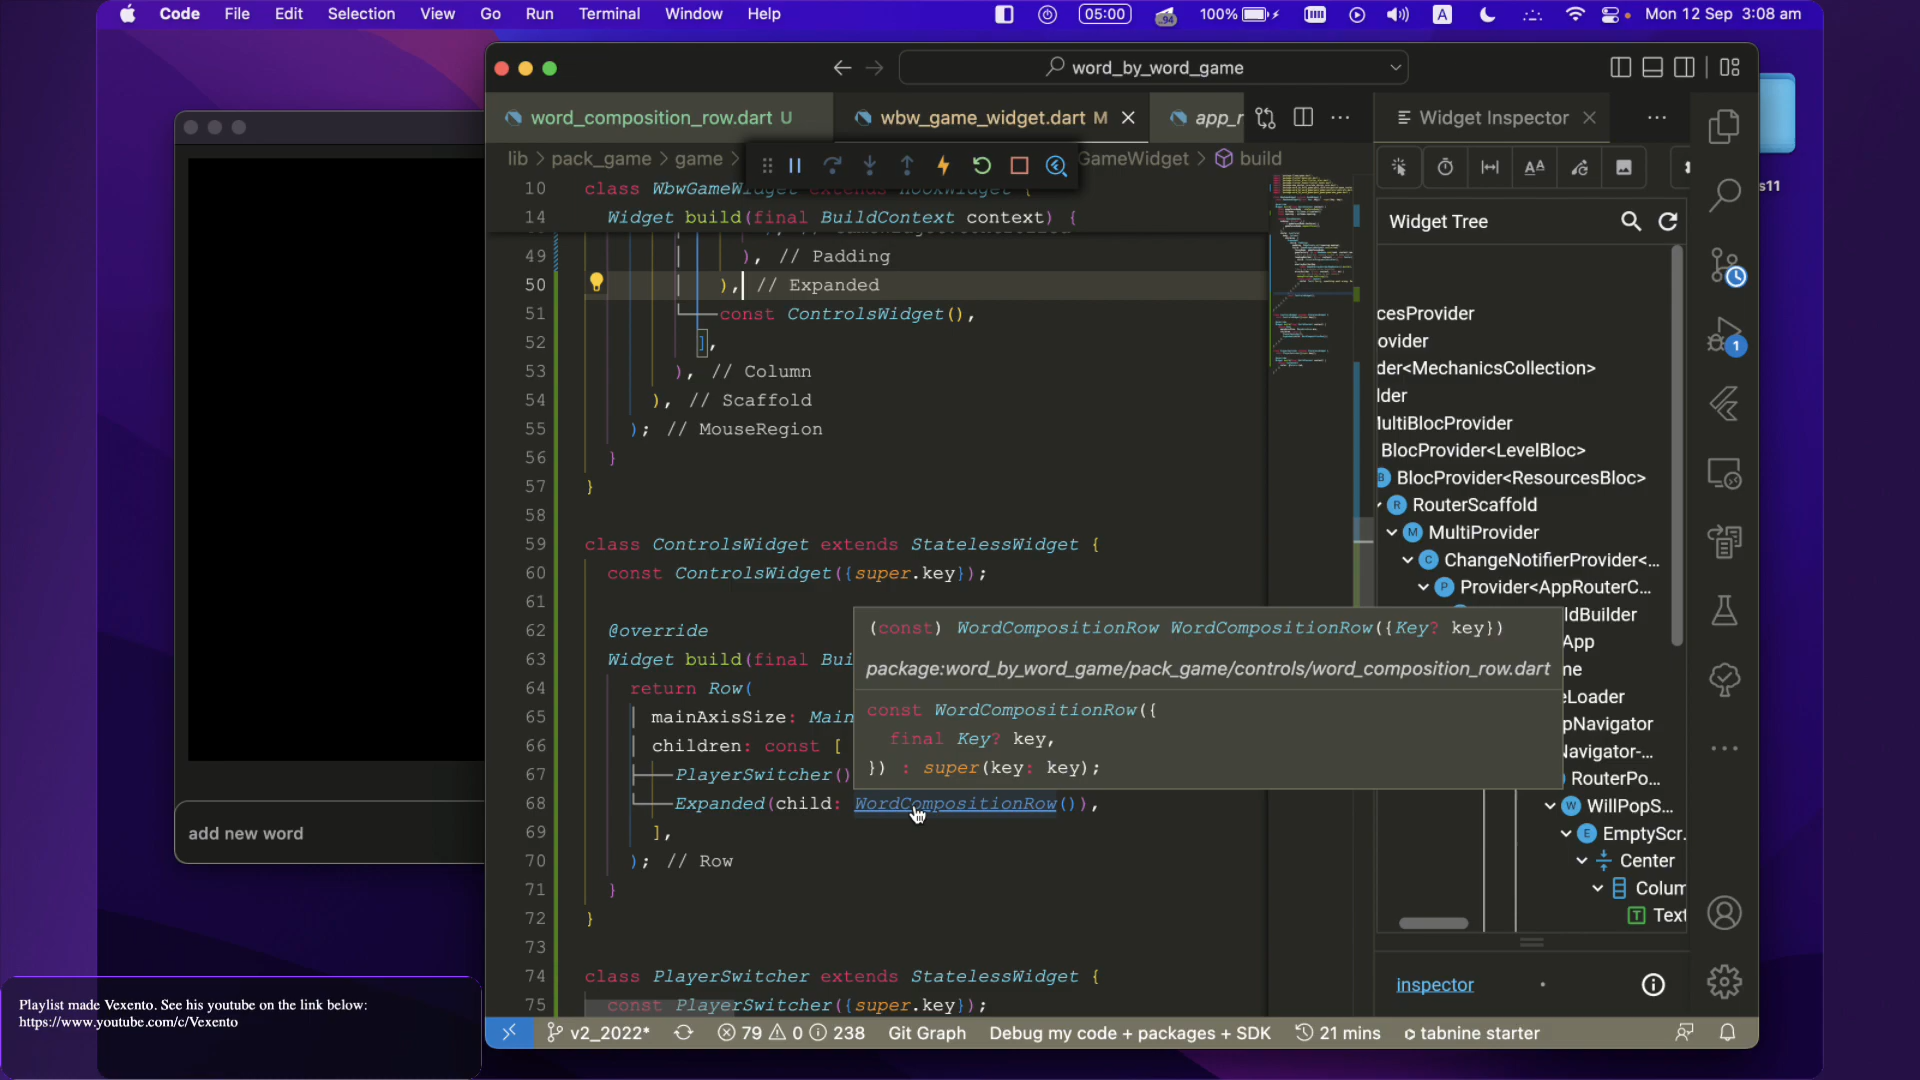 Code File Edit Selection View Go Run Terminal Window Help 05:00 94 100% A Mon 12 Sep 3:08 am
word_by_word_game
word_composition_row.dart U wbw_game_widget.dart M app_r Widget Inspector
lib > pack_game > game > GameWidget > build
s11
10 class WbwGameWidget extends HookWidget {
14 Widget build(final BuildContext context) {
Widget Tree
49 ), // Padding
50 ), // Expanded
51 const ControlsWidget(),
52 ],
53 ), // Column
54 ), // Scaffold
55 ); // MouseRegion
56 }
57 }
58
59 class ControlsWidget extends StatelessWidget {
60 const ControlsWidget({super.key});
61
62 @override
63 Widget build(final Bui
64 return Row(
65 mainAxisSize: Main
66 children: const [
67 PlayerSwitcher()
68 Expanded(child: WordCompositionRow()),
69 ],
70 ); // Row
71 }
72 }
73
74 class PlayerSwitcher extends StatelessWidget {
75 const PlayerSwitcher({super.key});
(const) WordCompositionRow WordCompositionRow({Key? key})
package:word_by_word_game/pack_game/controls/word_composition_row.dart
const WordCompositionRow({
final Key? key,
}) : super(key: key);
cesProvider
ovider
der<MechanicsCollection>
lder
MultiBlocProvider
BlocProvider<LevelBloc>
B BlocProvider<ResourcesBloc>
R RouterScaffold
M MultiProvider
C ChangeNotifierProvider<...
P Provider<AppRouterC...
ldBuilder
App
me
eLoader
pNavigator
Navigator-...
RouterPo...
W WillPopS...
E EmptyScr.
Center
Colum
T Text
1
inspector
add new word
Playlist made Vexento. See his youtube on the link below:
https://www.youtube.com/c/Vexento
v2_2022* 79 0 238 Git Graph Debug my code + packages + SDK 21 mins tabnine starter